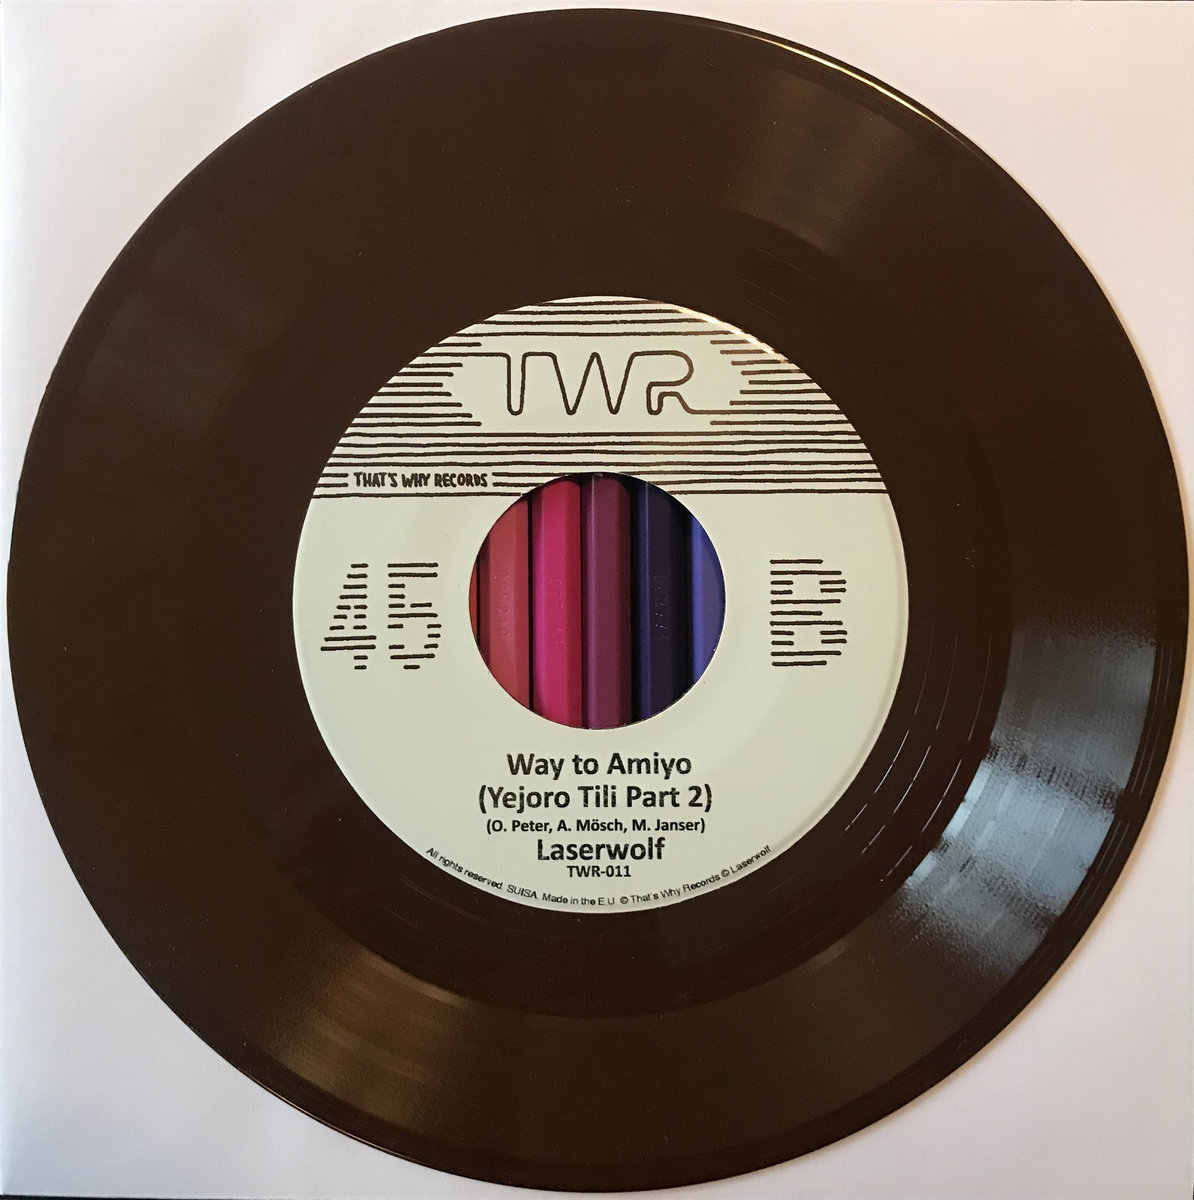 TWR
THAT'S WHY RECORDS
45
B
Way to Amiyo
(Yejoro Tili Part 2)
(O. Peter, A. Mösch, M. Janser)
Laserwolf
TWR-011
All rights reserved. SUISA. Made in the E.U. © That's Why Records © Laserwolf